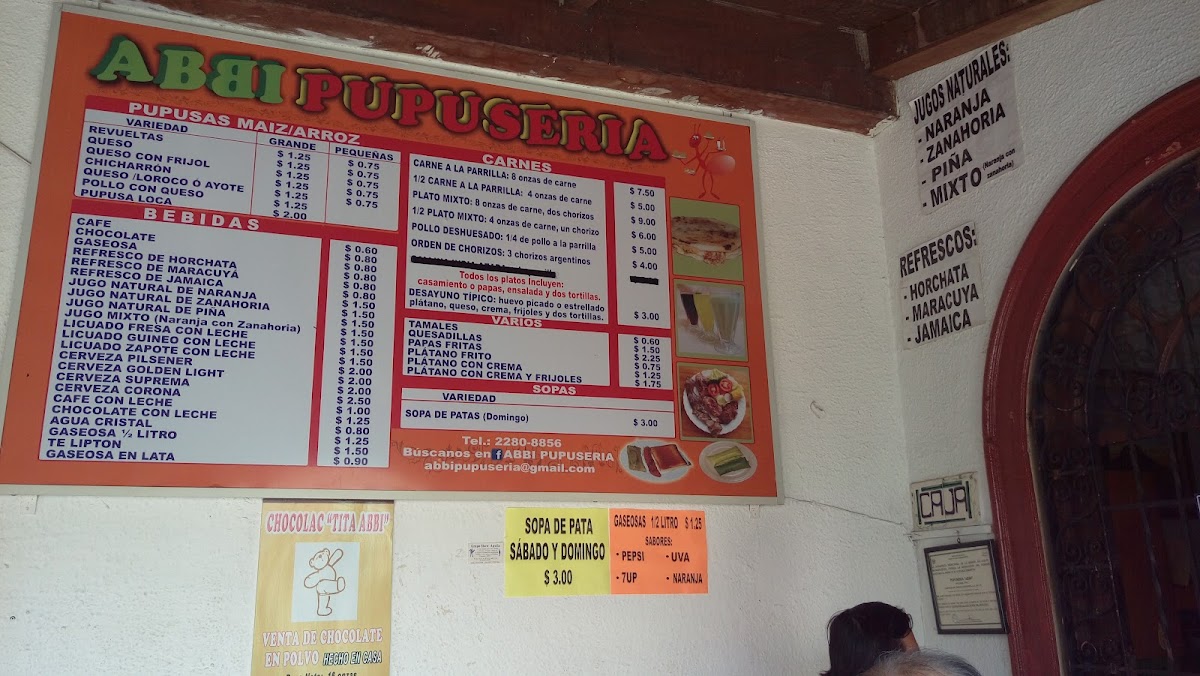 ABBI PUPUSERIA
PUPUSAS MAIZ/ARROZ
VARIEDAD GRANDE PEQUEÑAS
REVUELTAS $ 1.25 $ 0.75
QUESO $ 1.25 $ 0.75
QUESO CON FRIJOL $ 1.25 $ 0.75
CHICHARRÓN $ 1.25 $ 0.75
QUESO /LOROCO Ó AYOTE $ 1.25 $ 0.75
POLLO CON QUESO $ 1.25
PUPUSA LOCA $ 2.00
BEBIDAS
CAFE $ 0.60
CHOCOLATE $ 0.80
GASEOSA $ 0.80
REFRESCO DE HORCHATA $ 0.80
REFRESCO DE MARACUYÁ $ 0.80
REFRESCO DE JAMAICA $ 0.80
JUGO NATURAL DE NARANJA $ 1.50
JUGO NATURAL DE ZANAHORIA $ 1.50
JUGO NATURAL DE PIÑA $ 1.50
JUGO MIXTO (Naranja con Zanahoria) $ 1.50
LICUADO FRESA CON LECHE $ 1.50
LICUADO GUINEO CON LECHE $ 1.50
LICUADO ZAPOTE CON LECHE $ 1.50
CERVEZA PILSENER $ 2.00
CERVEZA GOLDEN LIGHT $ 2.00
CERVEZA SUPREMA $ 2.00
CERVEZA CORONA $ 2.50
CAFE CON LECHE $ 1.00
CHOCOLATE CON LECHE $ 1.25
AGUA CRISTAL $ 0.80
GASEOSA ½ LITRO $ 1.25
TE LIPTON $ 1.50
GASEOSA EN LATA $ 0.90
CARNES
CARNE A LA PARRILLA: 8 onzas de carne $ 7.50
1/2 CARNE A LA PARRILLA: 4 onzas de carne $ 5.00
PLATO MIXTO: 8 onzas de carne, dos chorizos $ 9.00
1/2 PLATO MIXTO: 4 onzas de carne, un chorizo $ 6.00
POLLO DESHUESADO: 1/4 de pollo a la parrilla $ 5.00
ORDEN DE CHORIZOS: 3 chorizos argentinos $ 4.00
Todos los platos Incluyen:
casamiento o papas, ensalada y dos tortillas.
DESAYUNO TÍPICO: huevo picado o estrellado
plátano, queso, crema, frijoles y dos tortillas. $ 3.00
VARIOS
TAMALES $ 0.60
QUESADILLAS $ 1.50
PAPAS FRITAS $ 2.25
PLÁTANO FRITO $ 0.75
PLÁTANO CON CREMA $ 1.25
PLÁTANO CON CREMA Y FRIJOLES $ 1.75
SOPAS
VARIEDAD
SOPA DE PATAS (Domingo) $ 3.00
Tel.: 2280-8856
Búscanos en f ABBI PUPUSERIA
abbipupuseria@gmail.com
JUGOS NATURALES:
- NARANJA
- ZANAHORIA
- PIÑA
- MIXTO (Naranja con zanahoria)
REFRESCOS:
- HORCHATA
- MARACUYA
- JAMAICA
CAJA
CHOCOLAC "TITA ABBI"
VENTA DE CHOCOLATE
EN POLVO HECHO EN CASA
SOPA DE PATA
SÁBADO Y DOMINGO
$ 3.00
GASEOSAS 1/2 LITRO $ 1.25
SABORES:
- PEPSI - UVA
- 7UP - NARANJA